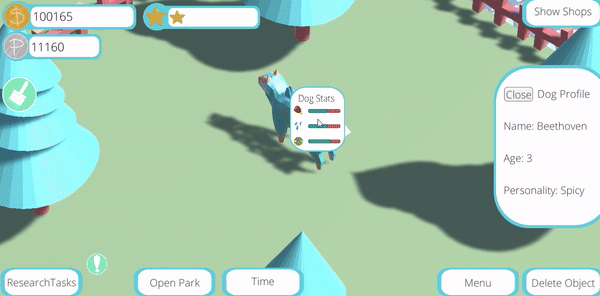 100165
11160
Show Shops
Dog Stats
Close Dog Profile
Name: Beethoven
Age: 3
Personality: Spicy
ResearchTasks
Open Park
Time
Menu
Delete Object